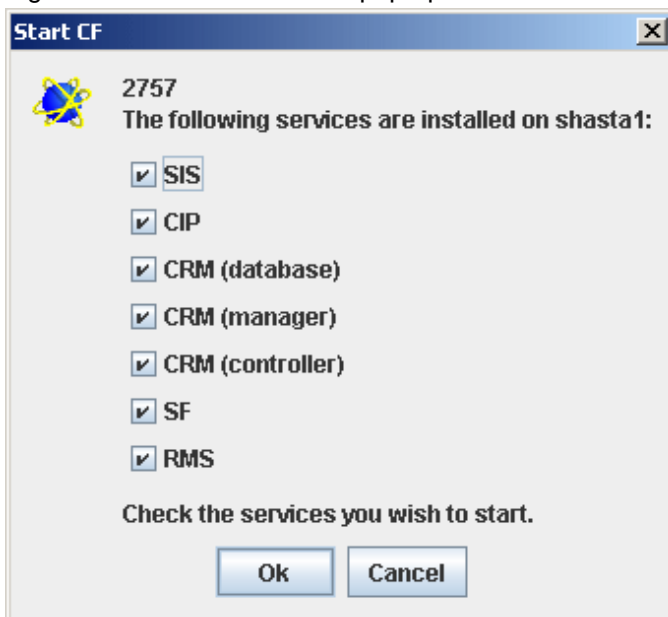 Start CF
2757
The following services are installed on shasta1:
SIS
CIP
CRM (database)
CRM (manager)
CRM (controller)
SF
RMS
Check the services you wish to start.
Ok Cancel